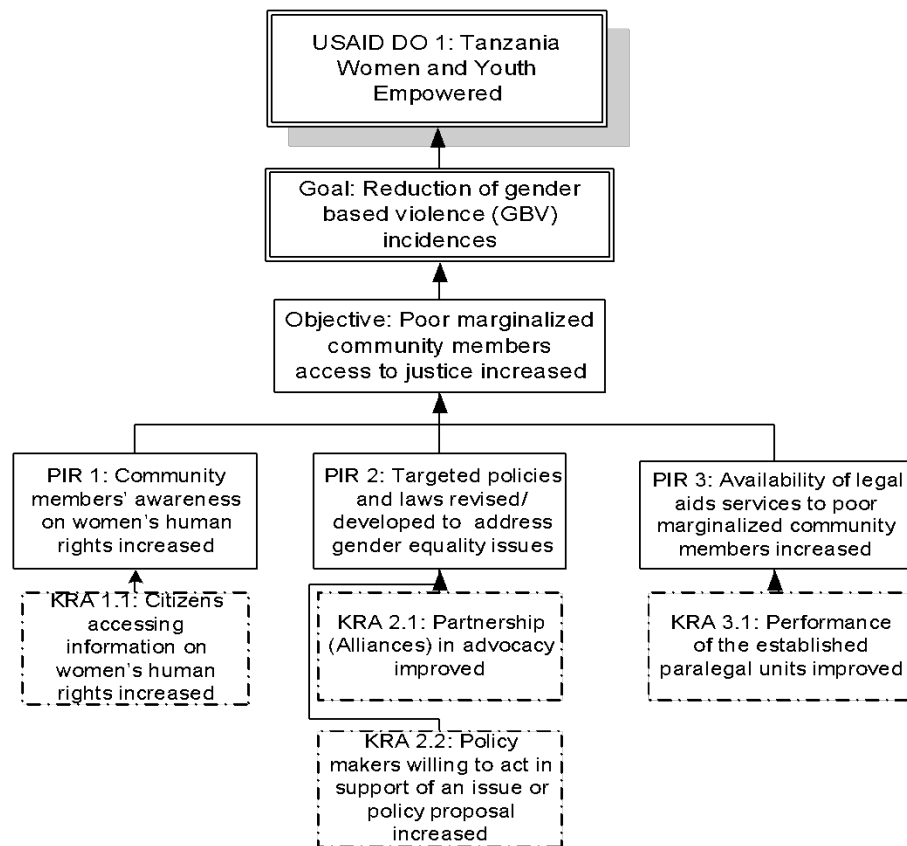 USAID DO 1: Tanzania
Women and Youth
Empowered
Goal: Reduction of gender
based violence (GBV)
incidences
Objective: Poor marginalized
community members
access to justice increased
PIR 1: Community
members' awareness
on women's human
rights increased
PIR 2: Targeted policies
and laws revised/
developed to address
gender equality issues
PIR 3: Availability of legal
aids services to poor
marginalized community
members increased
KRA 1.1: Citizens
accessing
information on
women's human
rights increased
KRA 2.1: Partnership
(Alliances) in advocacy
improved
KRA 3.1: Performance
of the established
paralegal units improved
KRA 2.2: Policy
makers willing to act in
support of an issue or
policy proposal
increased